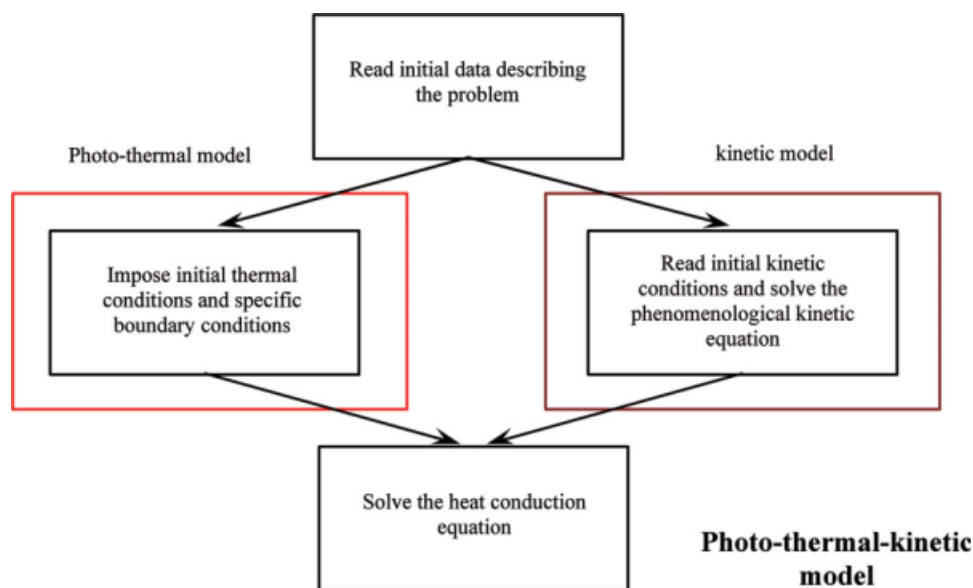 Read initial data describing
the problem
Photo-thermal model
kinetic model
Impose initial thermal
conditions and specific
boundary conditions
Read initial kinetic
conditions and solve the
phenomenological kinetic
equation
Solve the heat conduction
equation
Photo-thermal-kinetic
model